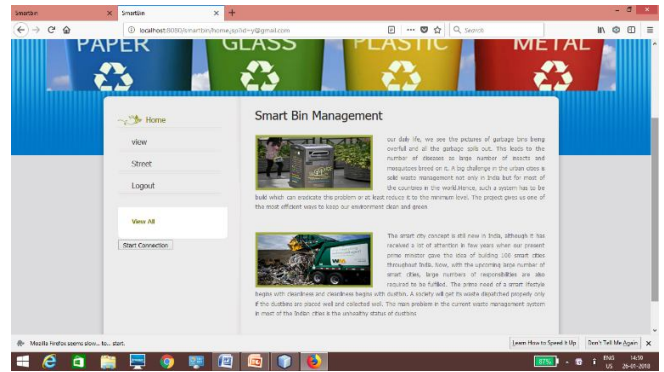 Smartbin
SmartBin
localhost:8080/smartbin/home.jsp?id=y@gmail.com
Search
PAPER GLASS PLASTIC METAL
Home
view
Street
Logout
View All
Start Connection
Smart Bin Management
our daily life, we see the pictures of garbage bins being
overfull and all the garbage spills out. This leads to the
number of diseases as large number of insects and
mosquitoes breed on it. A big challenge in the urban cities is
solid waste management not only in India but for most of
the countries in the world.Hence, such a system has to be
build which can eradicate this problem or at least reduce it to the minimum level. The project gives us one of
the most efficient ways to keep our environment clean and green
The smart city concept is still new in India, although it has
received a lot of attention in few years when our present
prime minister gave the idea of building 100 smart cities
throughout India. Now, with the upcoming large number of
smart cities, large numbers of responsibilities are also
required to be fulfilled. The prime need of a smart lifestyle
begins with cleanliness and cleanliness begins with dustbin. A society will get its waste dispatched properly only
if the dustbins are placed well and collected well. The main problem in the current waste management system
in most of the Indian cities is the unhealthy status of dustbins
Mozilla Firefox seems slow... to... start.
Learn How to Speed It Up
Don't Tell Me Again
87%
ENG
US
14:59
26-01-2018